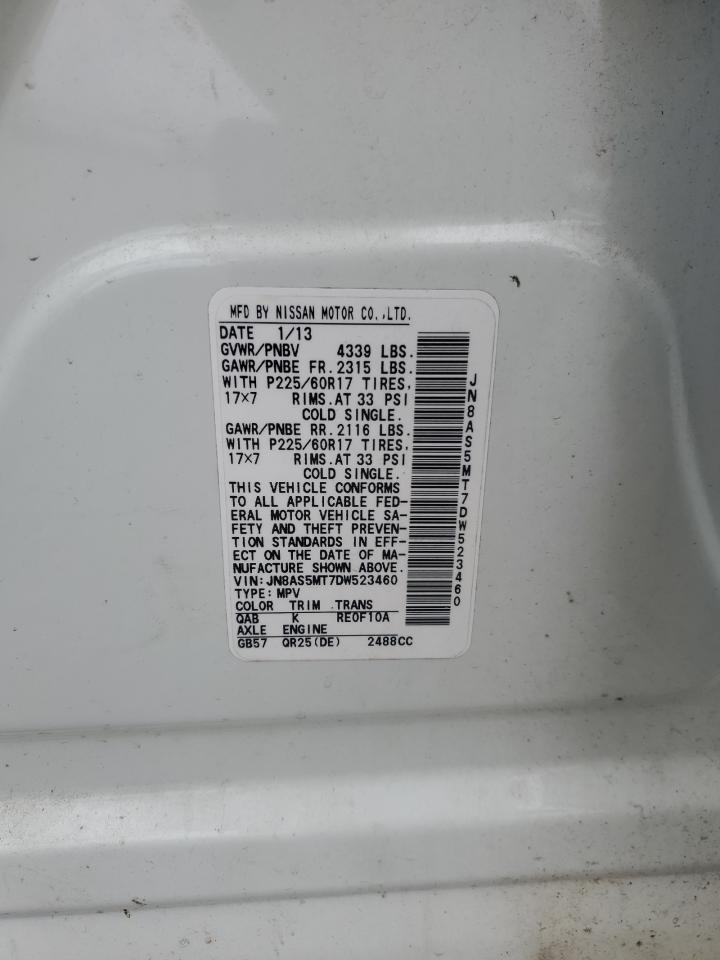 MFD BY NISSAN MOTOR CO.,LTD.
DATE 1/13
GVWR/PNBV 4339 LBS.
GAWR/PNBE FR. 2315 LBS.
WITH P225/60R17 TIRES,
17×7 RIMS. AT 33 PSI
COLD SINGLE.
GAWR/PNBE RR. 2116 LBS.
WITH P225/60R17 TIRES,
17×7 RIMS. AT 33 PSI
COLD SINGLE.
THIS VEHICLE CONFORMS
TO ALL APPLICABLE FED-
ERAL MOTOR VEHICLE SA-
FETY AND THEFT PREVEN-
TION STANDARDS IN EFF-
ECT ON THE DATE OF MA-
NUFACTURE SHOWN ABOVE.
VIN:JN8AS5MT7DW523460
TYPE: MPV
COLOR TRIM TRANS
QAB K RE0F10A
AXLE ENGINE
GB57 QR25(DE) 2488CC
JN8AS5MT7DW523460